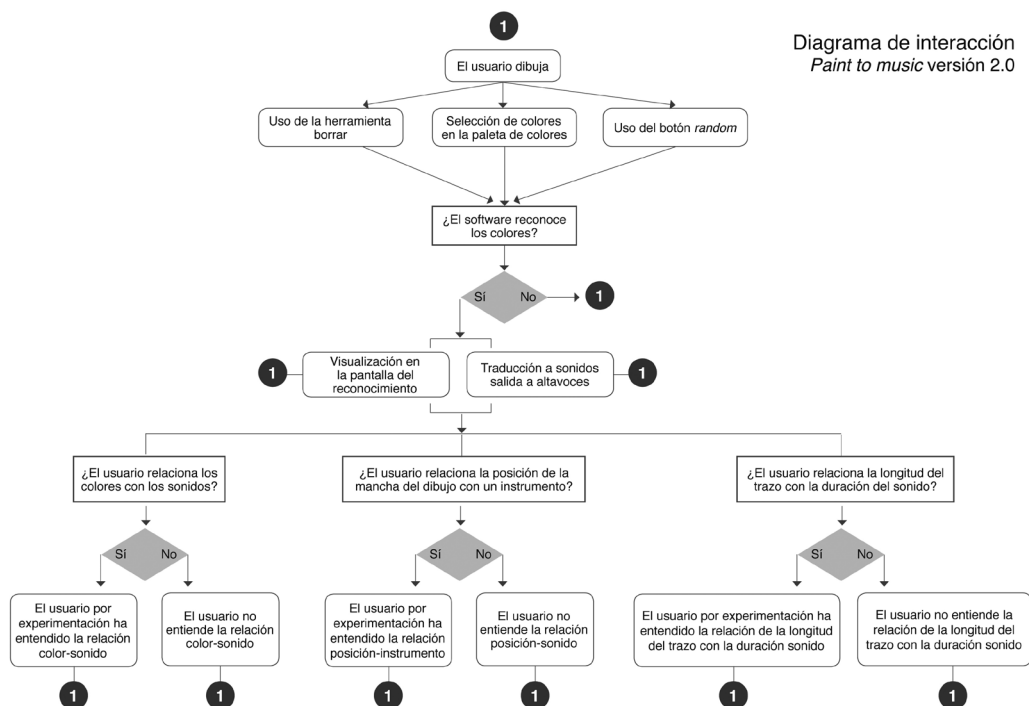 1
Diagrama de interacción
Paint to music versión 2.0
El usuario dibuja
Uso de la herramienta
borrar
Selección de colores
en la paleta de colores
Uso del botón random
¿El software reconoce
los colores?
Sí
No
1
1
Visualización en
la pantalla del
reconocimiento
Traducción a sonidos
salida a altavoces
1
¿El usuario relaciona los
colores con los sonidos?
¿El usuario relaciona la posición de la
mancha del dibujo con un instrumento?
¿El usuario relaciona la longitud del
trazo con la duración del sonido?
Sí
No
Sí
No
Sí
No
El usuario por
experimentación ha
entendido la relación
color-sonido
El usuario no
entiende la relación
color-sonido
El usuario por
experimentación ha
entendido la relación
posición-instrumento
El usuario no
entiende la relación
posición-sonido
El usuario por experimentación ha
entendido la relación de la longitud
del trazo con la duración sonido
El usuario no entiende la
relación de la longitud del
trazo con la duración sonido
1
1
1
1
1
1